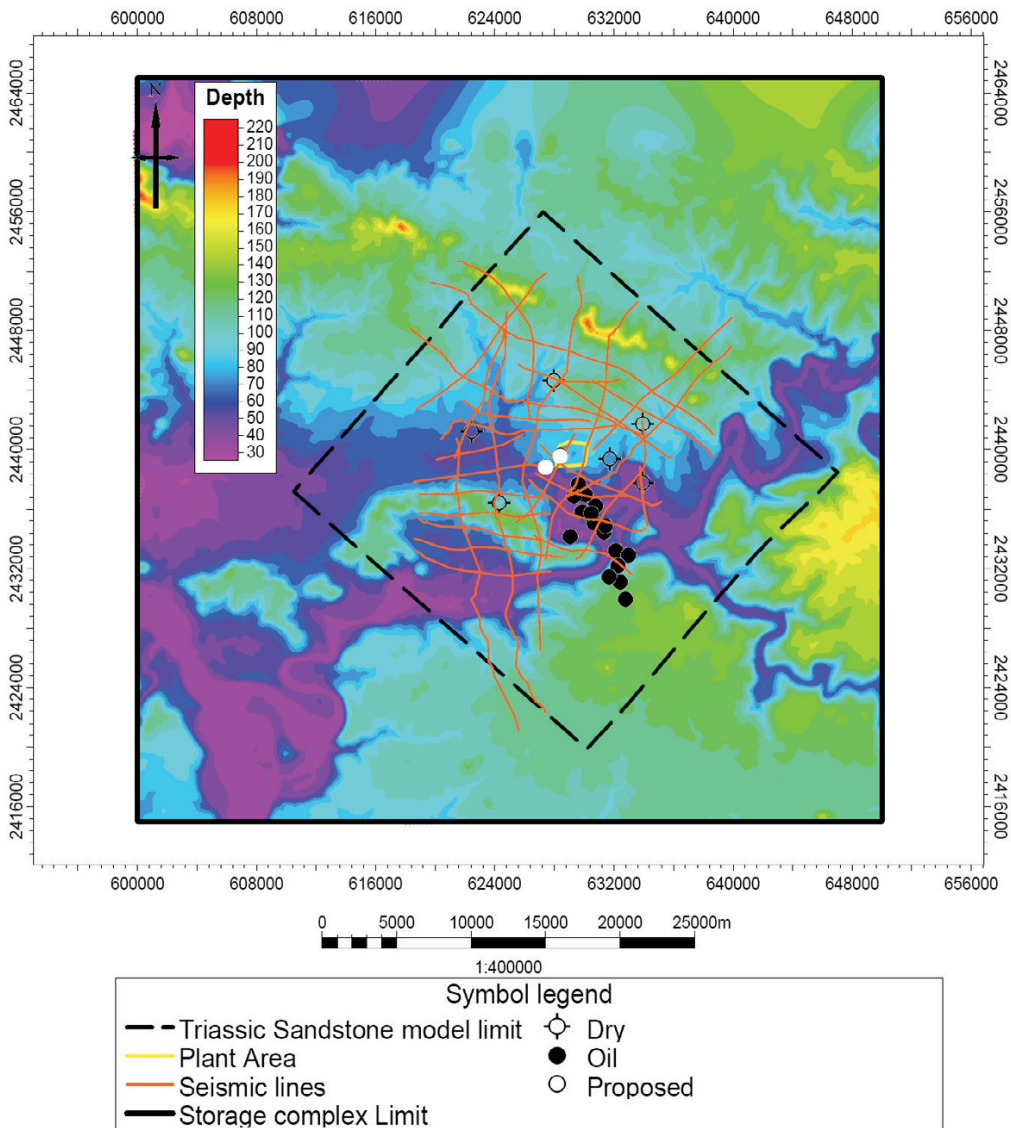 600000 608000 616000 624000 632000 640000 648000 656000
2464000 2464000
N
Depth
220
210
200
190
180
170
160
150
140
130
120
110
100
90
80
70
60
50
40
30
2456000 2456000
2448000 2448000
2440000 2440000
2432000 2432000
2424000 2424000
2416000 2416000
600000 608000 616000 624000 632000 640000 648000 656000
0 5000 10000 15000 20000 25000m
1:400000
Symbol legend
Triassic Sandstone model limit Dry
Plant Area Oil
Seismic lines Proposed
Storage complex Limit